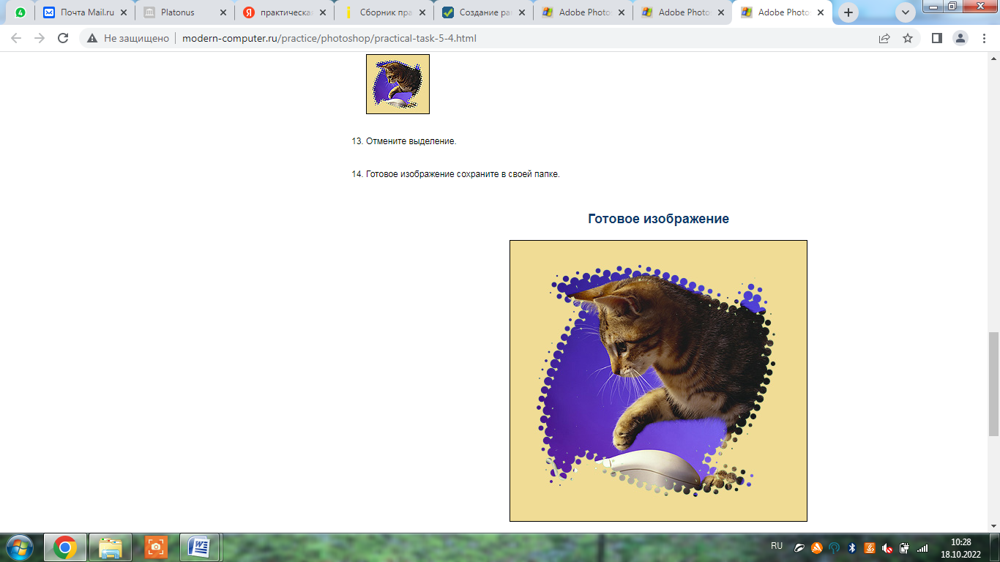 4
Почта Mail.ru
Platonus
практическа
Сборник пра
Создание ра
Adobe Photo
Adobe Photo
Adobe Photo
Не защищено
modern-computer.ru/practice/photoshop/practical-task-5-4.html
13. Отмените выделение.
14. Готовое изображение сохраните в своей папке.
Готовое изображение
RU
10:28
18.10.2022